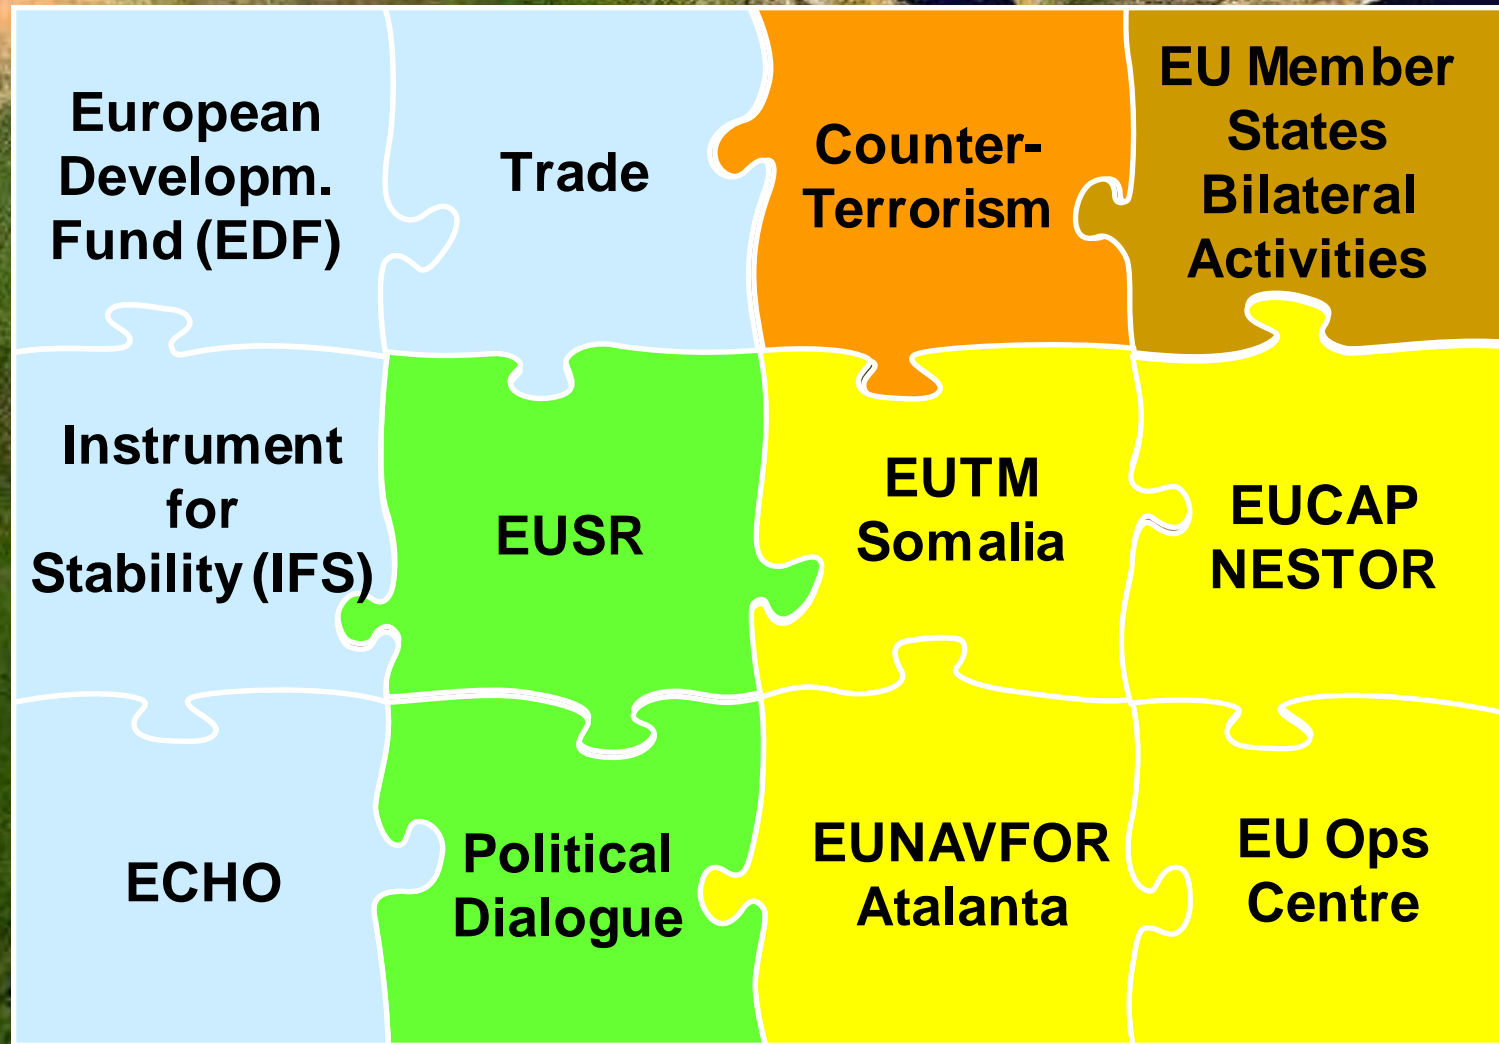 European
Developm.
Fund (EDF)
Trade
Counter-
Terrorism
EU Member
States
Bilateral
Activities
Instrument
for
Stability (IFS)
EUSR
EUTM
Somalia
EUCAP
NESTOR
ECHO
Political
Dialogue
EUNAVFOR
Atalanta
EU Ops
Centre